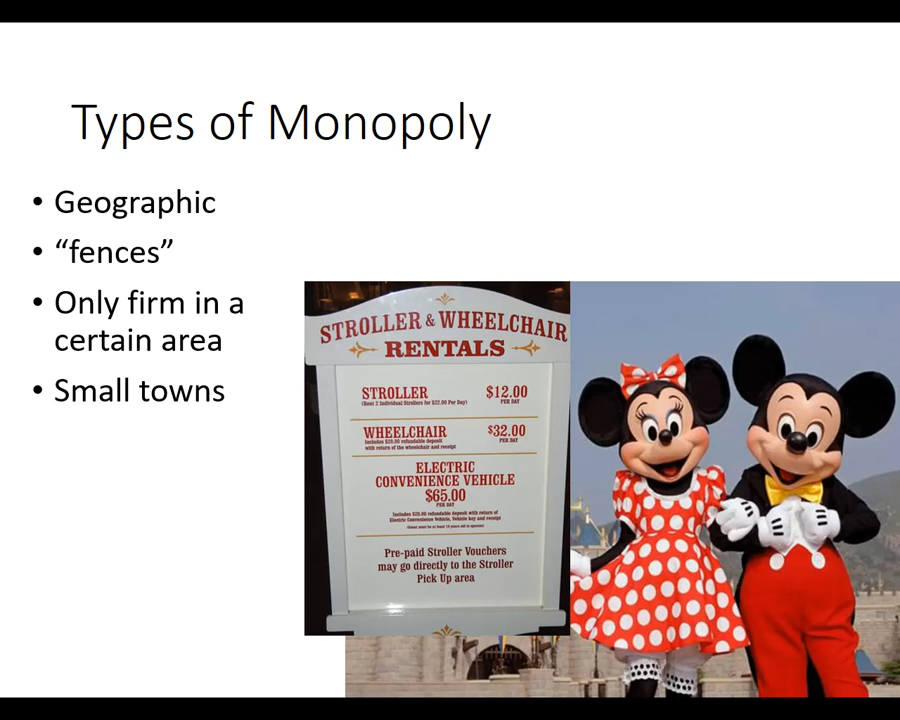 Types of Monopoly
• Geographic
• “fences”
• Only firm in a
certain area
• Small towns
STROLLER & WHEELCHAIR
RENTALS
STROLLER $12.00
(Rent 2 Individual Strollers for $22.00 Per Day) PER DAY
WHEELCHAIR $32.00
Includes $20.00 refundable deposit PER DAY
with return of the wheelchair and receipt
ELECTRIC
CONVENIENCE VEHICLE
$65.00
PER DAY
Includes $20.00 refundable deposit with return of
Electric Convenience Vehicle, Vehicle key and receipt
Pre-paid Stroller Vouchers
may go directly to the Stroller
Pick Up area